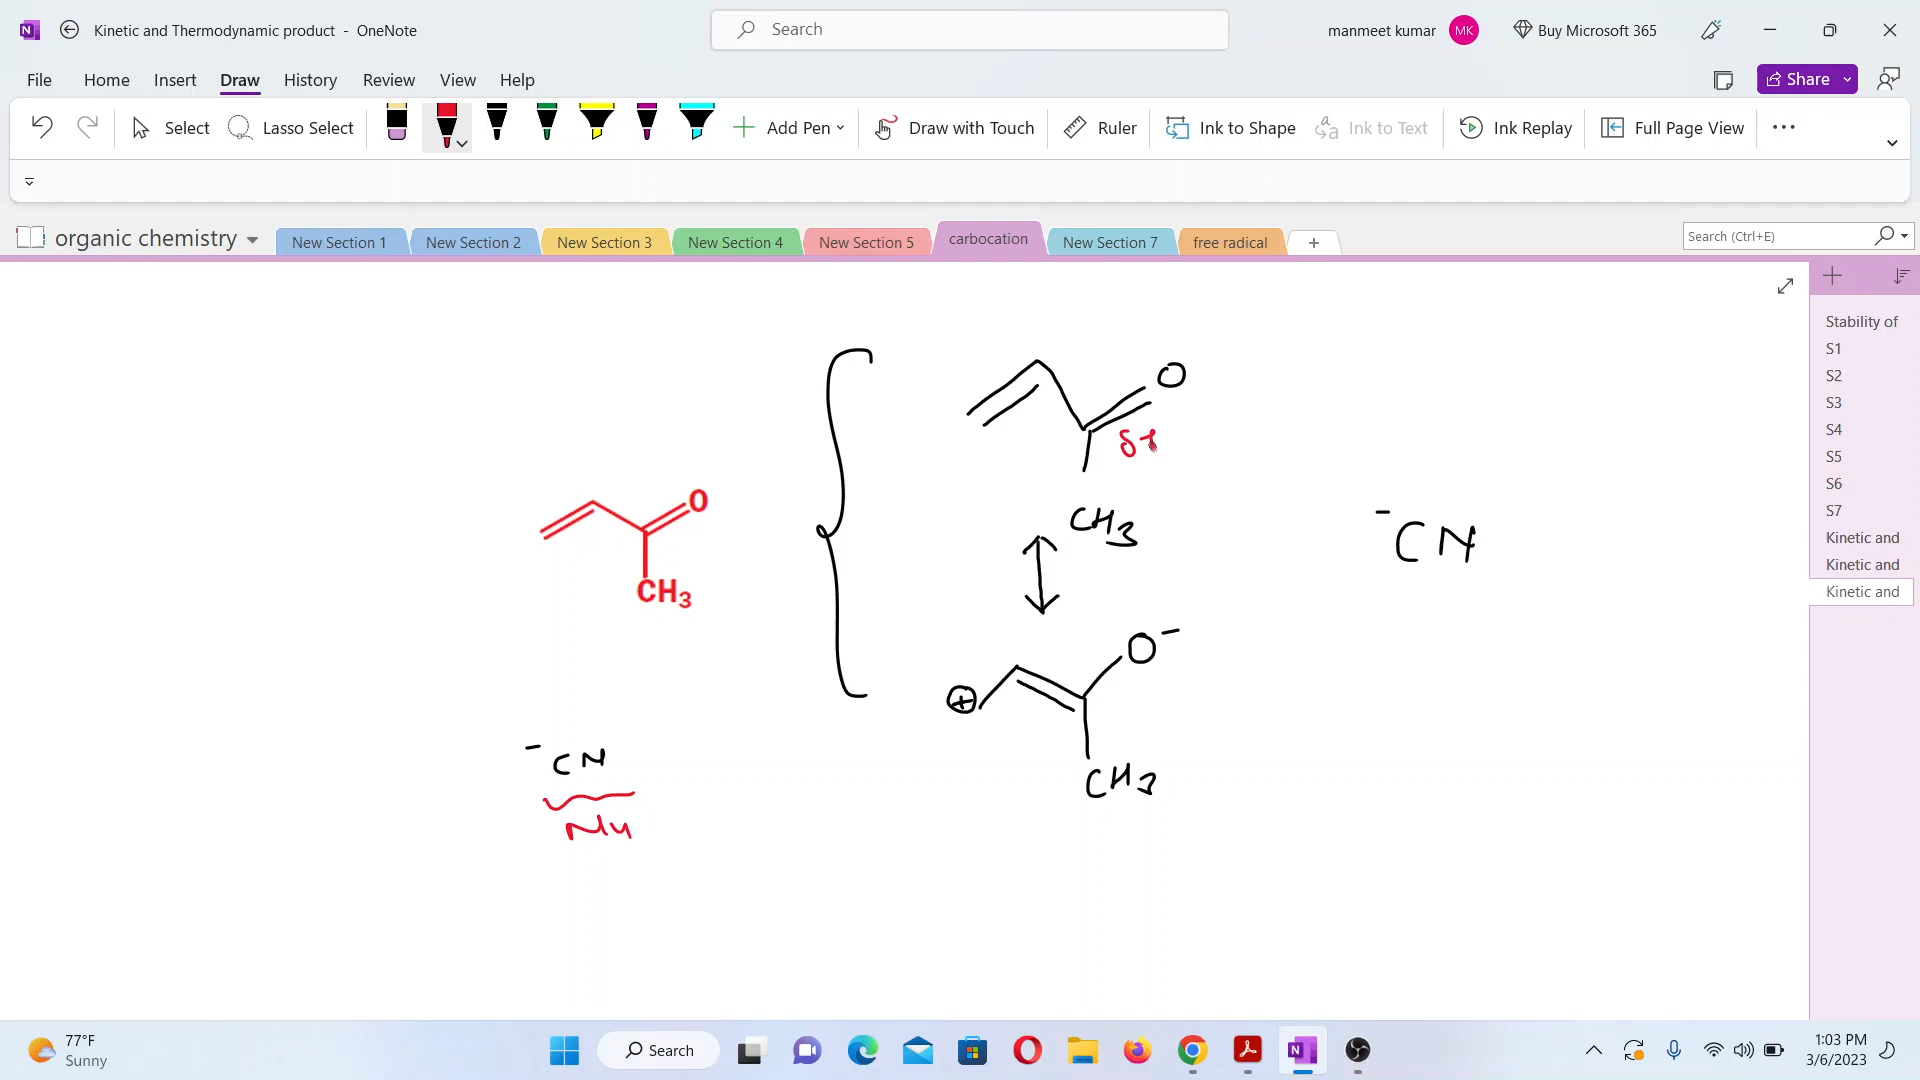 Kinetic and Thermodynamic product - OneNote
Search
manmeet kumar MK
Buy Microsoft 365
File Home Insert Draw History Review View Help
Share
Select Lasso Select Add Pen Draw with Touch Ruler Ink to Shape Ink to Text Ink Replay Full Page View
organic chemistry New Section 1 New Section 2 New Section 3 New Section 4 New Section 5 carbocation New Section 7 free radical +
Search (Ctrl+E)
Stability of
S1
S2
S3
S4
S5
S6
S7
Kinetic and
Kinetic and
Kinetic and
O
δ+
CH3
O
CH3
-CN
O-
⊕
CH3
-CN
Nu
77°F
Sunny
Search
1:03 PM
3/6/2023